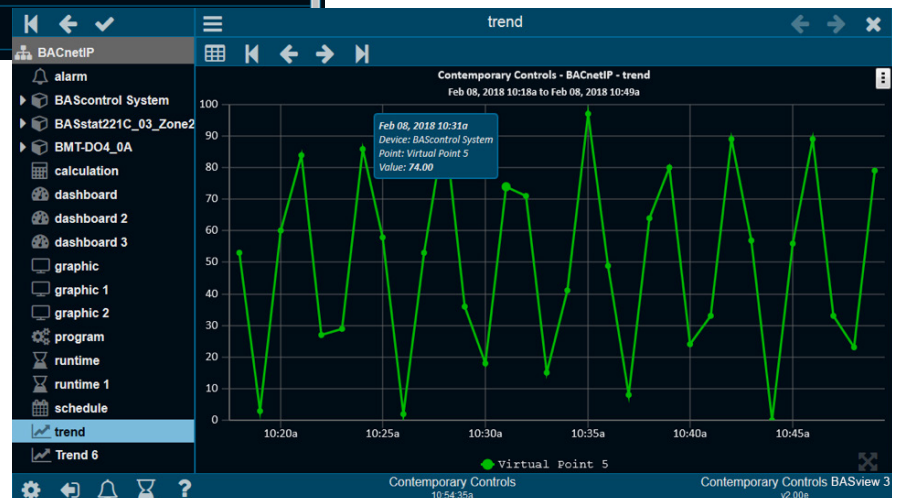 trend
BACnetIP
alarm
BAScontrol System
BASstat221C_03_Zone2
BMT-DO4_0A
calculation
dashboard
dashboard 2
dashboard 3
graphic
graphic 1
graphic 2
program
runtime
runtime 1
schedule
trend
Trend 6
Contemporary Controls - BACnetIP - trend
Feb 08, 2018 10:18a to Feb 08, 2018 10:49a
100
90
80
70
60
50
40
30
20
10
0
Feb 08, 2018 10:31a
Device: BAScontrol System
Point: Virtual Point 5
Value: 74.00
10:20a 10:25a 10:30a 10:35a 10:40a 10:45a
Virtual Point 5
?
Contemporary Controls
10:54:35a
Contemporary Controls BASview 3
v2.00e